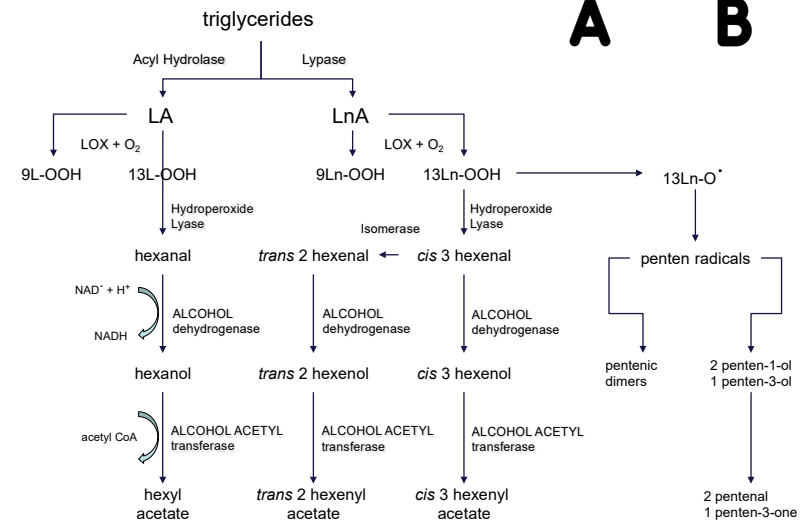 triglycerides
A B
Acyl Hydrolase Lypase
LA LnA
LOX + O₂ LOX + O₂
9L-OOH 13L-OOH 9Ln-OOH 13Ln-OOH 13Ln-O˙
Hydroperoxide
Lyase
Hydroperoxide
Lyase
Isomerase
hexanal trans 2 hexenal cis 3 hexenal penten radicals
NAD˙ + H⁺
NADH
ALCOHOL
dehydrogenase
ALCOHOL
dehydrogenase
ALCOHOL
dehydrogenase
pentenic
dimers
2 penten-1-ol
1 penten-3-ol
hexanol trans 2 hexenol cis 3 hexenol
acetyl CoA
ALCOHOL ACETYL
transferase
ALCOHOL ACETYL
transferase
ALCOHOL ACETYL
transferase
hexyl
acetate
trans 2 hexenyl
acetate
cis 3 hexenyl
acetate
2 pentenal
1 penten-3-one